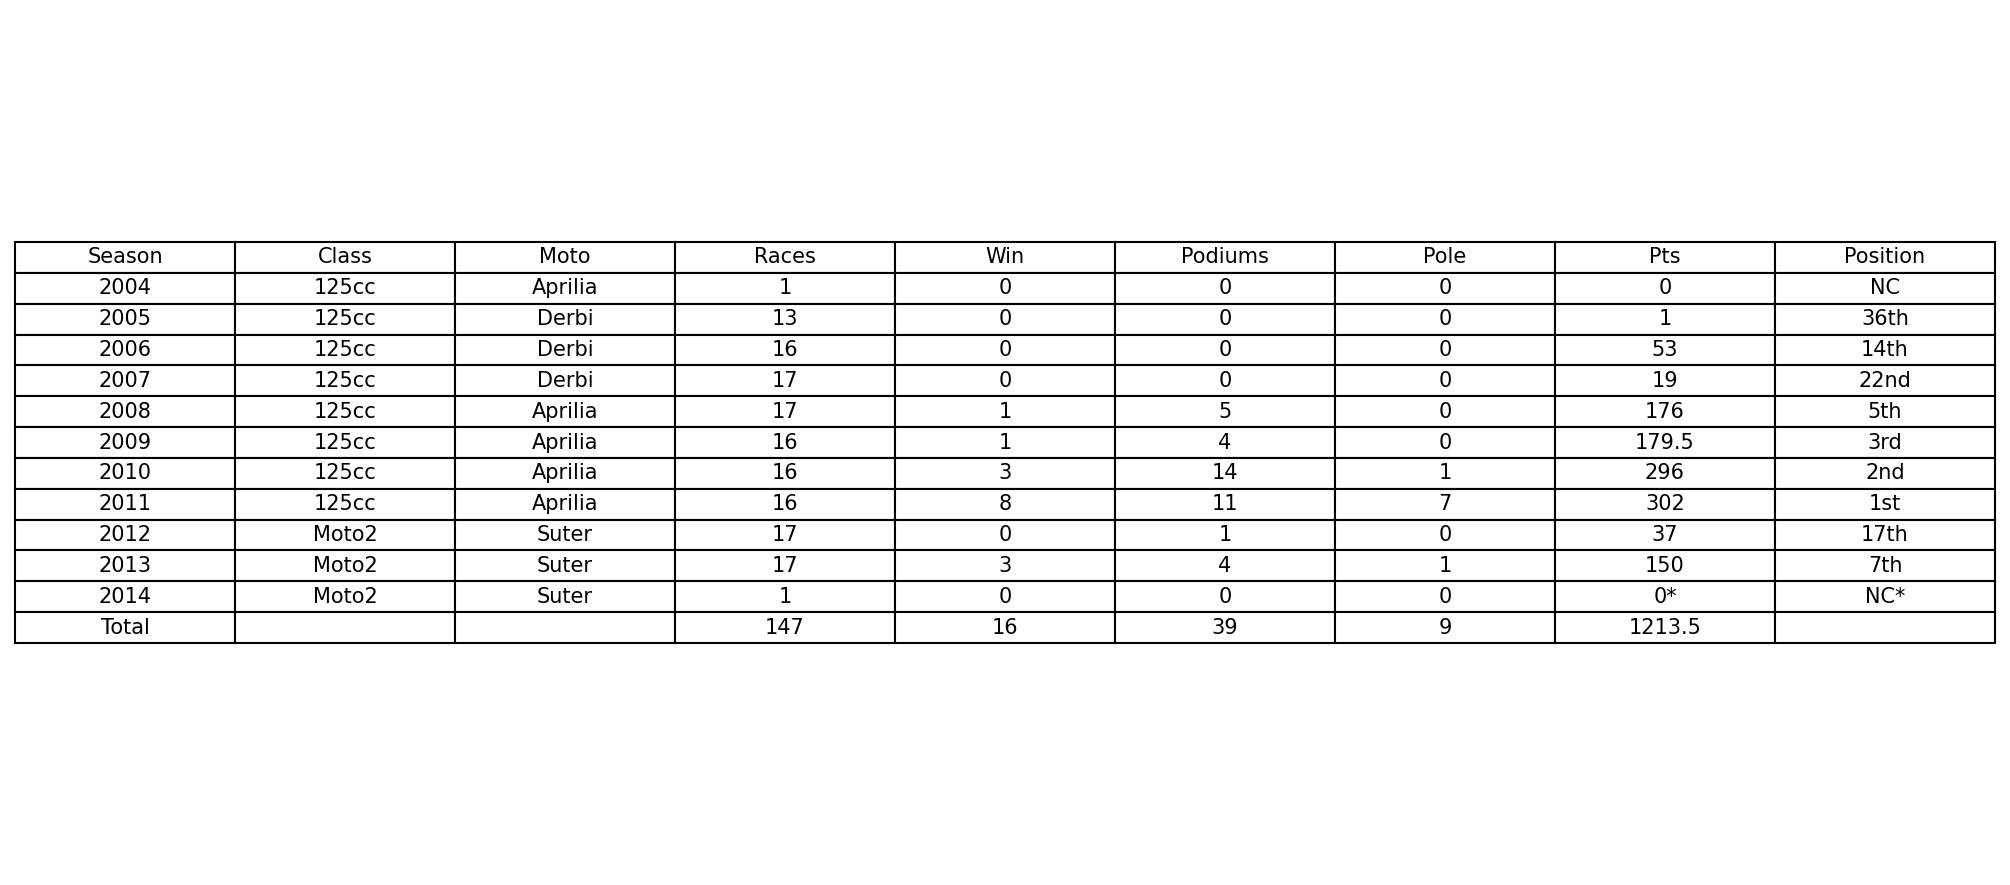 Season Class Moto Races Win Podiums Pole Pts Position
2004 125cc Aprilia 1 0 0 0 0 NC
2005 125cc Derbi 13 0 0 0 1 36th
2006 125cc Derbi 16 0 0 0 53 14th
2007 125cc Derbi 17 0 0 0 19 22nd
2008 125cc Aprilia 17 1 5 0 176 5th
2009 125cc Aprilia 16 1 4 0 179.5 3rd
2010 125cc Aprilia 16 3 14 1 296 2nd
2011 125cc Aprilia 16 8 11 7 302 1st
2012 Moto2 Suter 17 0 1 0 37 17th
2013 Moto2 Suter 17 3 4 1 150 7th
2014 Moto2 Suter 1 0 0 0 0* NC*
Total 147 16 39 9 1213.5